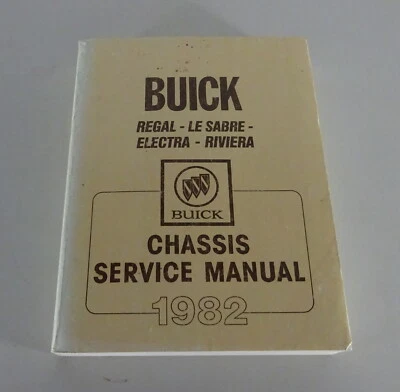 BUICK
REGAL - LE SABRE -
ELECTRA - RIVIERA
BUICK
CHASSIS
SERVICE MANUAL
1982